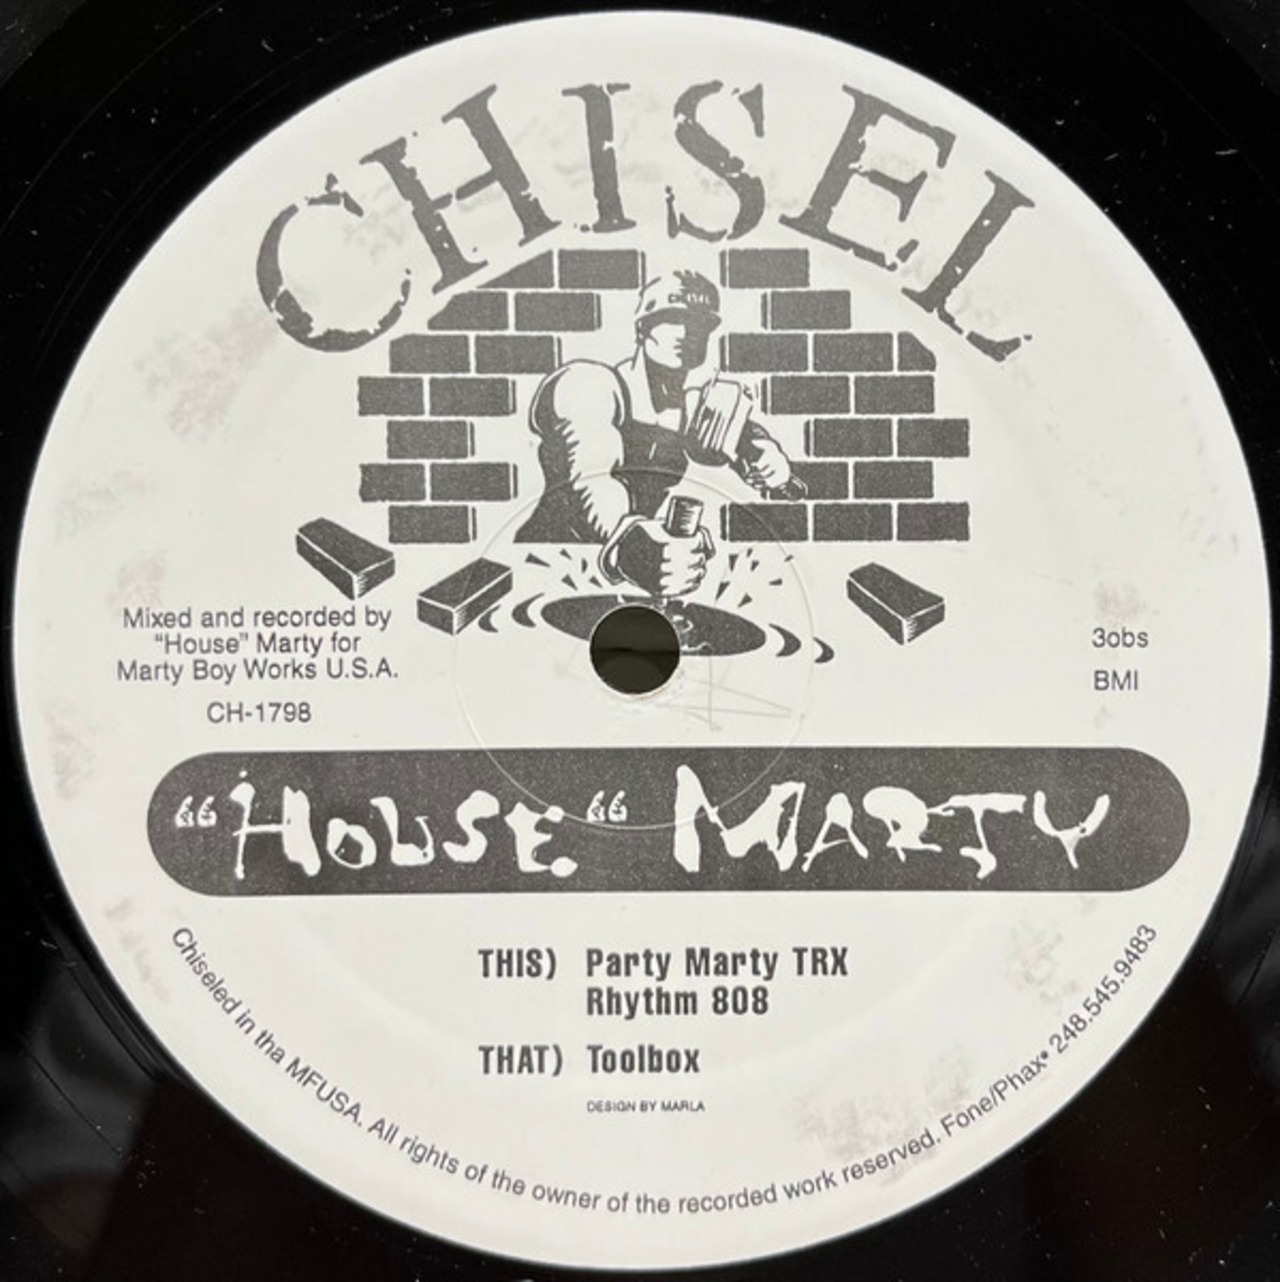 CHISEL
CHISEL
Mixed and recorded by
“House” Marty for
Marty Boy Works U.S.A.
CH-1798
3obs
BMI
“HOUSE“ MARTY
THIS) Party Marty TRX
Rhythm 808
THAT) Toolbox
DESIGN BY MARLA
Chiseled in tha MFUSA. All rights of the owner of the recorded work reserved. Fone/Phax• 248.545.9483